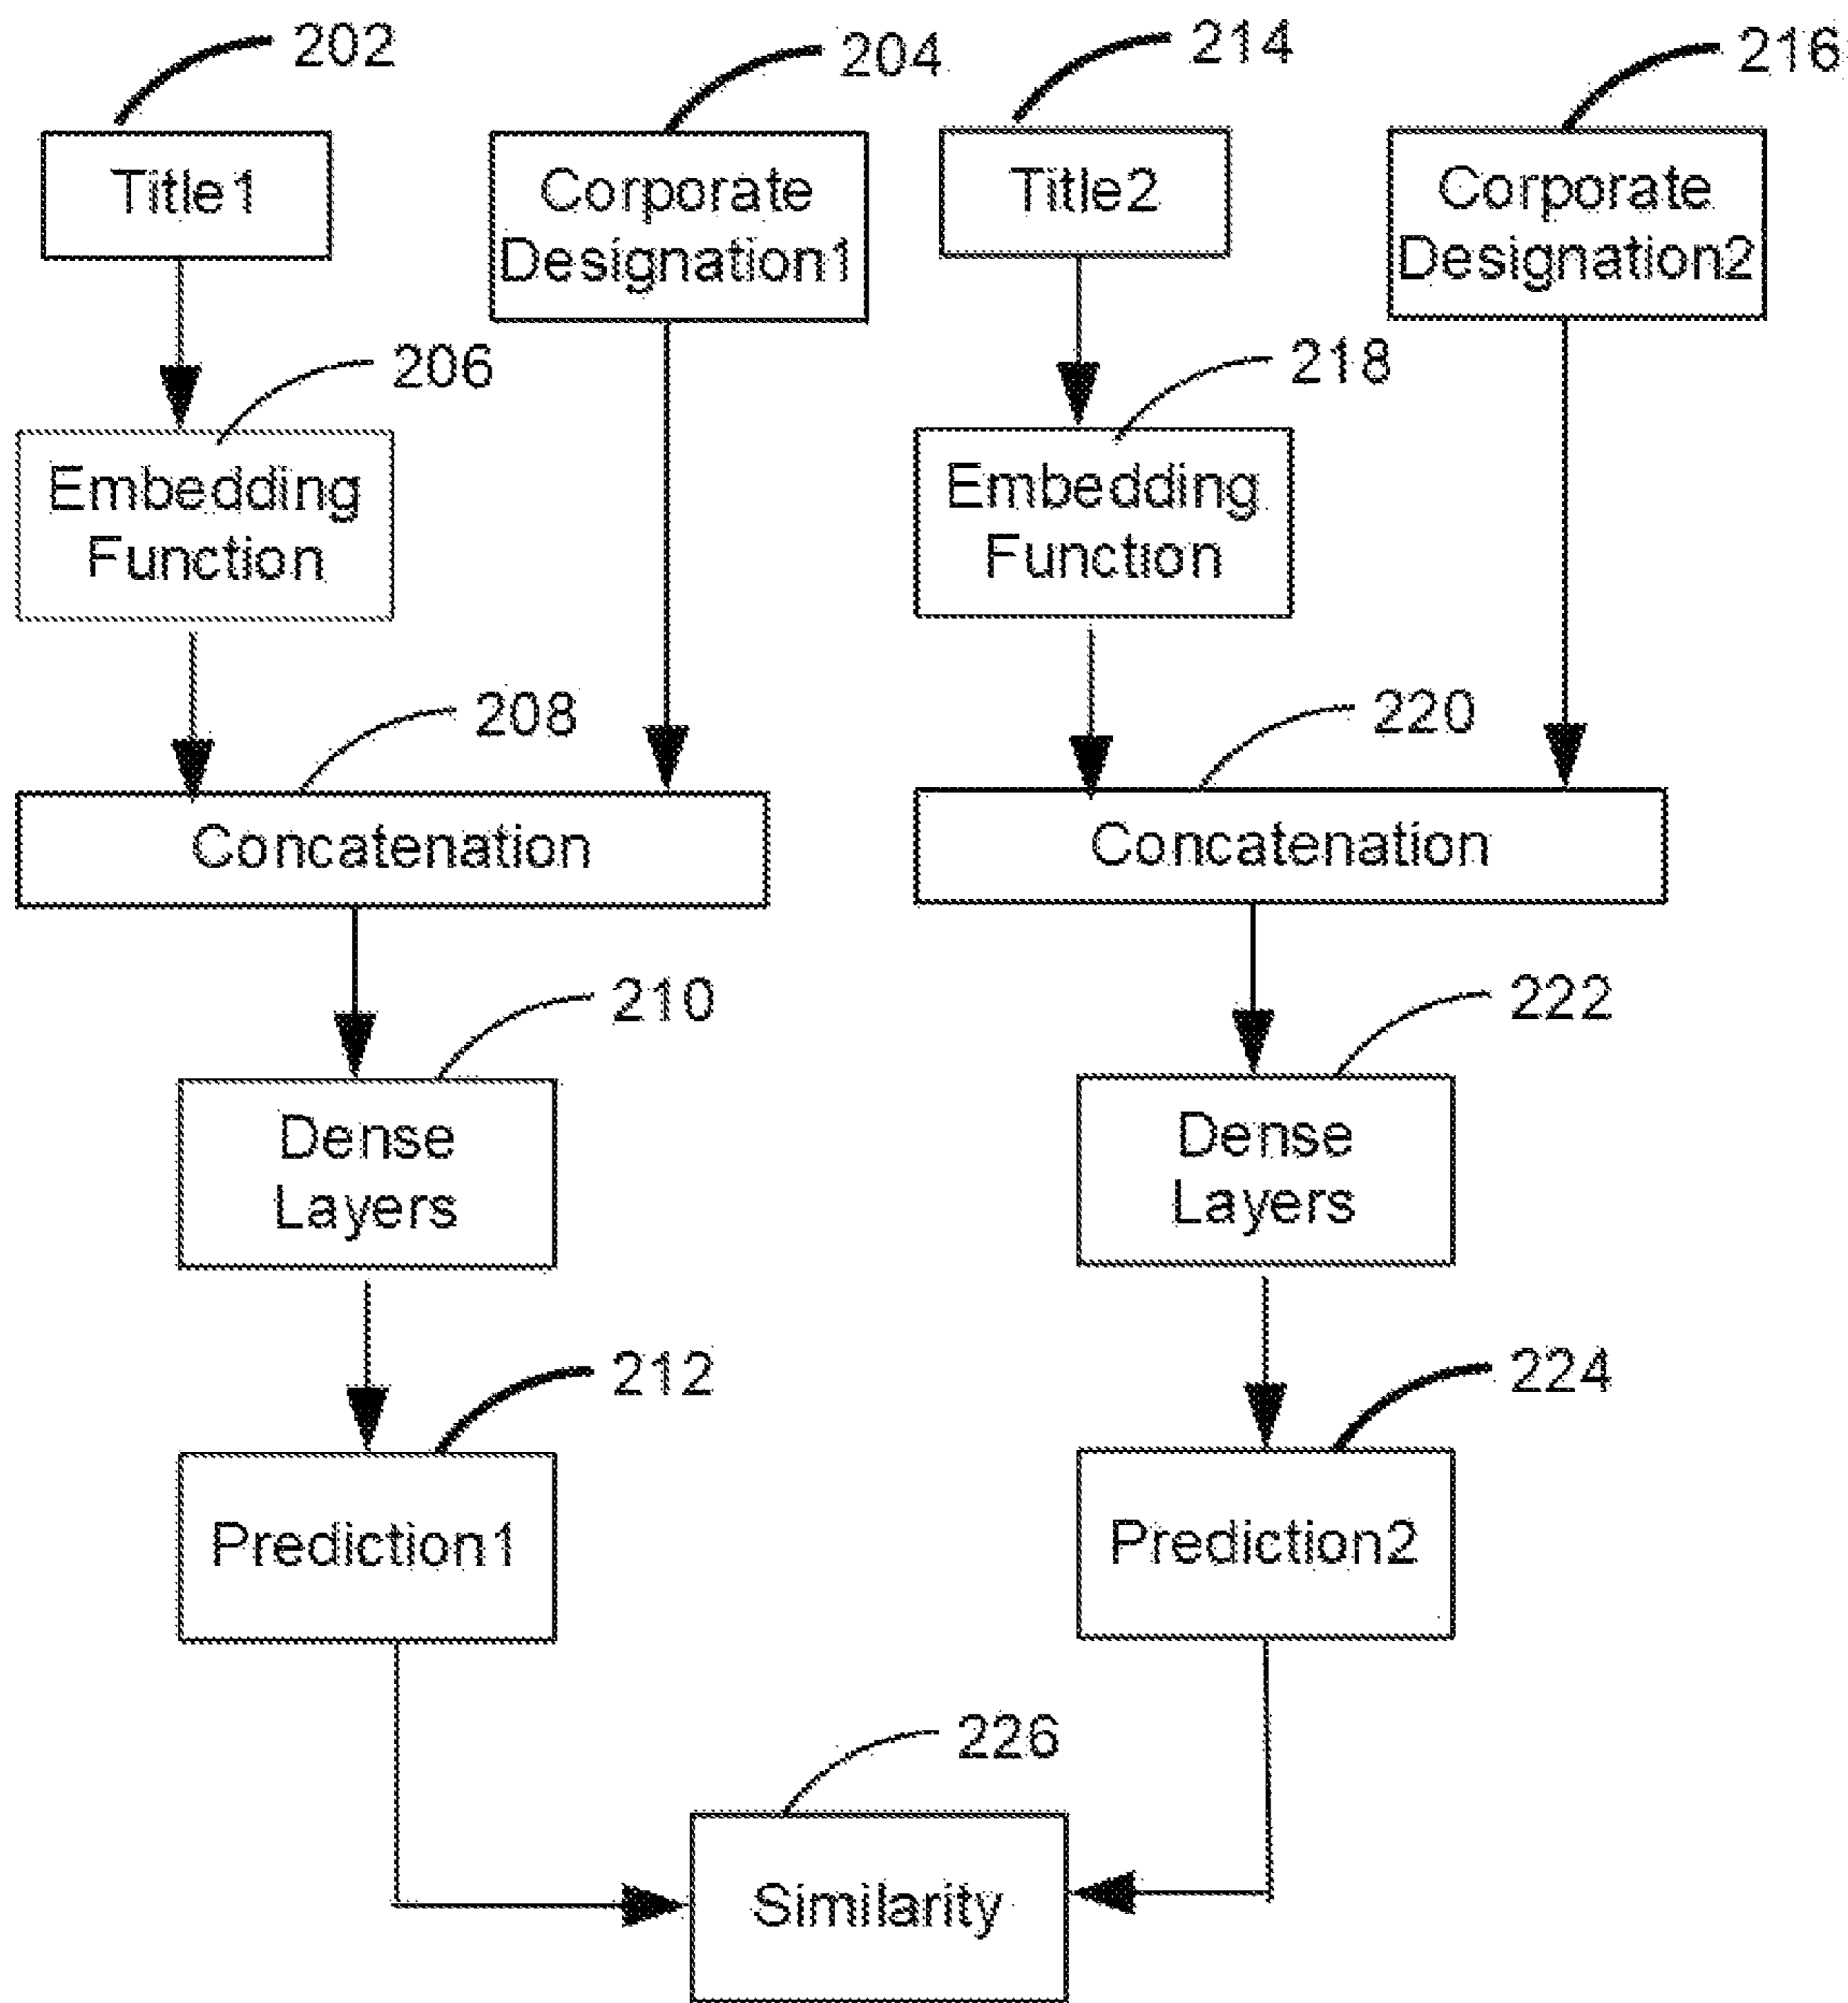 202
204
214
216
Title1
Corporate
Designation1
Title2
Corporate
Designation2
206
218
Embedding
Function
Embedding
Function
208
220
Concatenation
Concatenation
210
222
Dense
Layers
Dense
Layers
212
224
Prediction1
Prediction2
226
Similarity